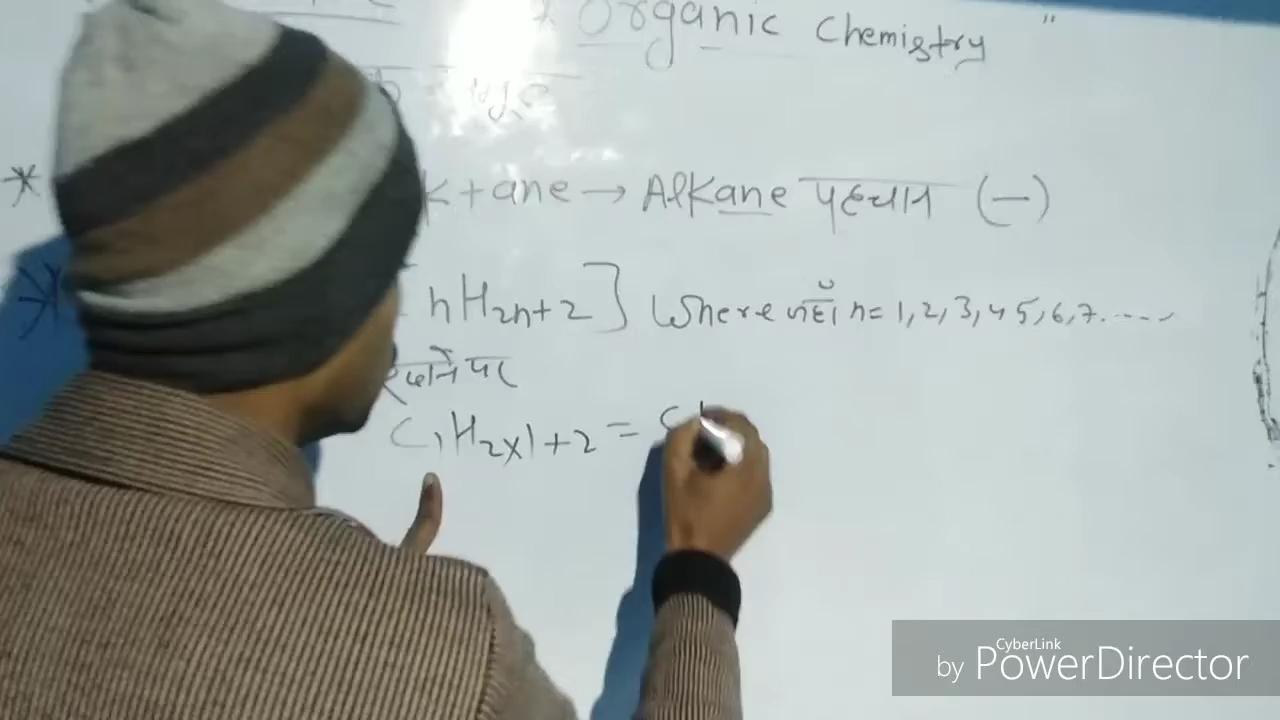 * Organic Chemistry "
* k+ane → Alkane पहचान (—)
* nH2n+2] Where जहाँ n= 1, 2, 3, 4 5, 6, 7.....
रखने पर
C1H2x1+2 = C
CyberLink
by PowerDirector